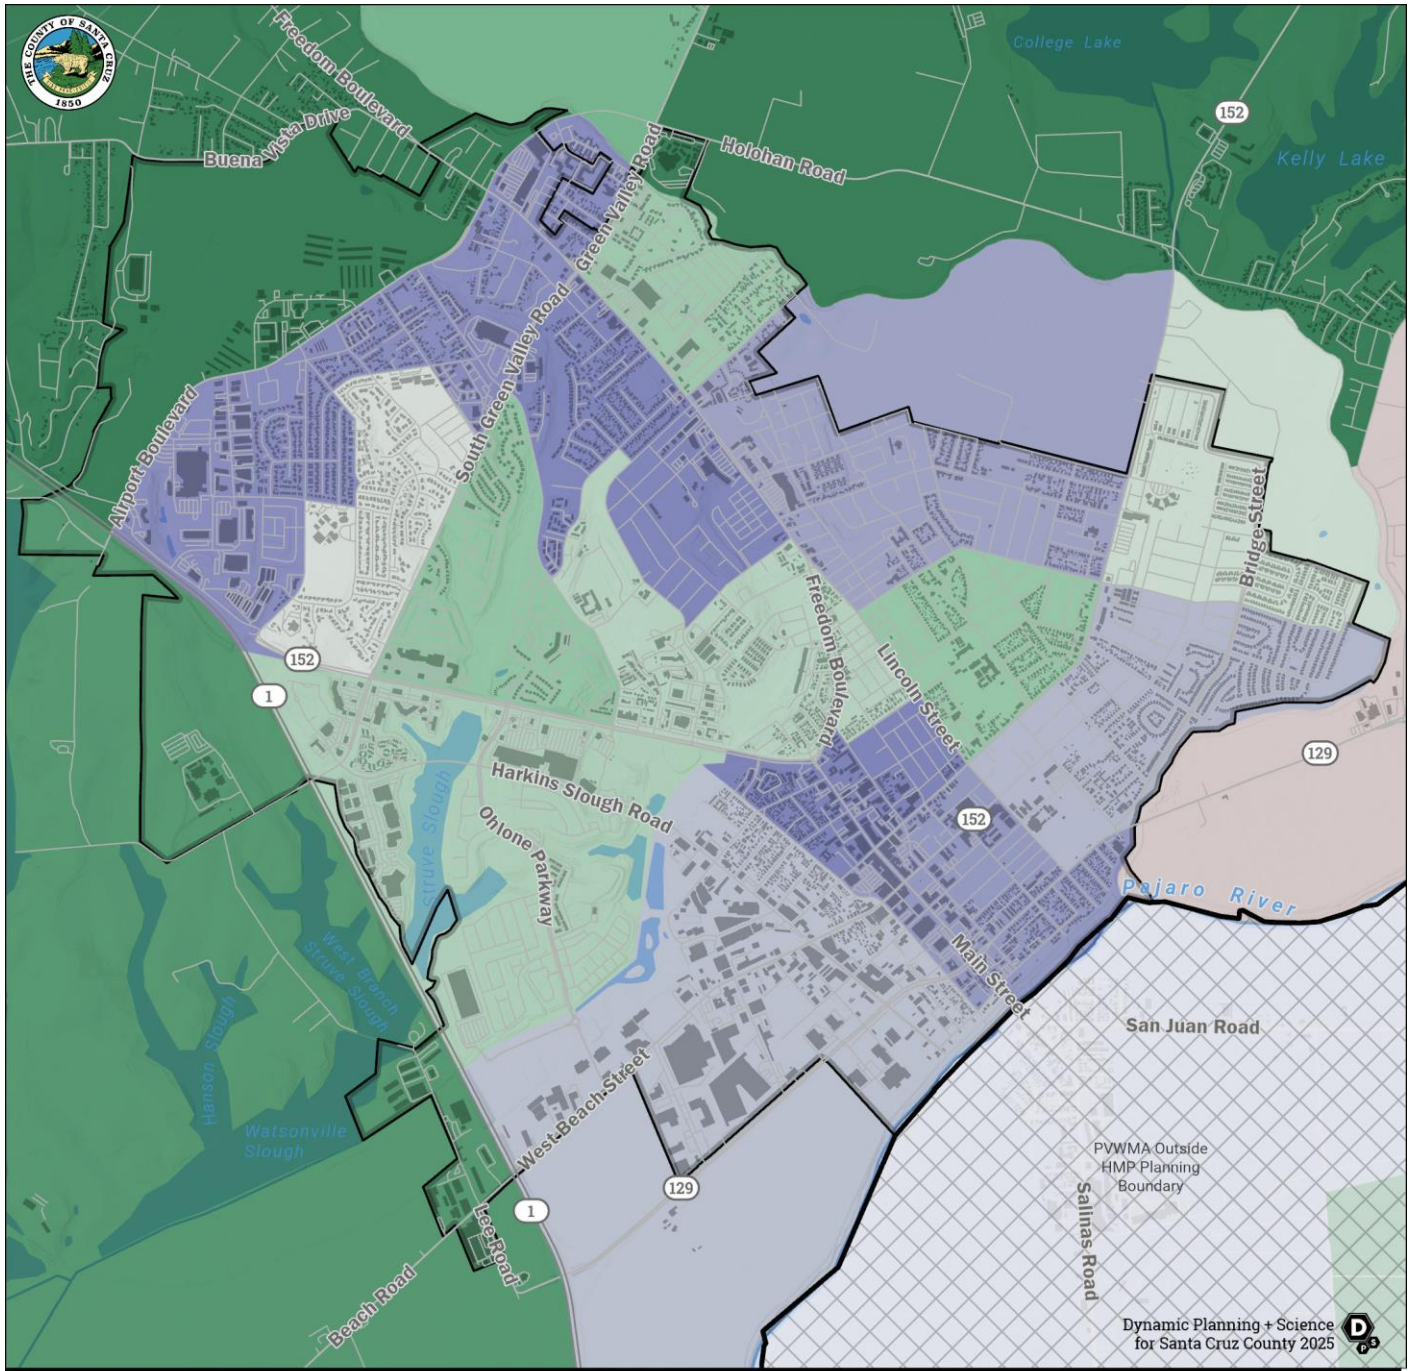 THE COUNTY OF SANTA CRUZ
1850
Freedom Boulevard
College Lake
152
Buena Vista Drive
Green Valley Road
Holohan Road
Kelly Lake
South Green Valley Road
Airport Boulevard
Bridge Street
152
1
Freedom Boulevard
Lincoln Street
129
Harkins Slough Road
Struve Slough
Ohlone Parkway
152
Pajaro River
West Branch
Struve Slough
Main Street
Hanson Slough
San Juan Road
Watsonville
Slough
West Beach Street
PVWMA Outside
HMP Planning
Boundary
129
1
Salinas Road
Lee Road
Beach Road
Dynamic Planning + Science
for Santa Cruz County 2025
D
P
S